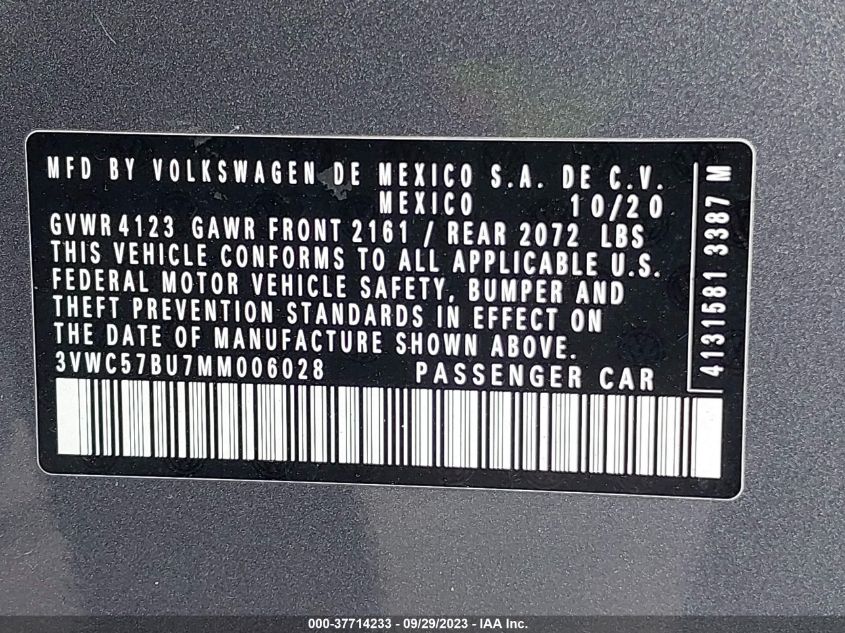 MFD BY VOLKSWAGEN DE MEXICO S.A. DE C.V.
MEXICO 10/20
GVWR 4123 GAWR FRONT 2161 / REAR 2072 LBS
THIS VEHICLE CONFORMS TO ALL APPLICABLE U.S.
FEDERAL MOTOR VEHICLE SAFETY, BUMPER AND
THEFT PREVENTION STANDARDS IN EFFECT ON
THE DATE OF MANUFACTURE SHOWN ABOVE.
3VWC57BU7MM006028 PASSENGER CAR
4131581 3387 M
000-37714233 - 09/29/2023 - IAA Inc.